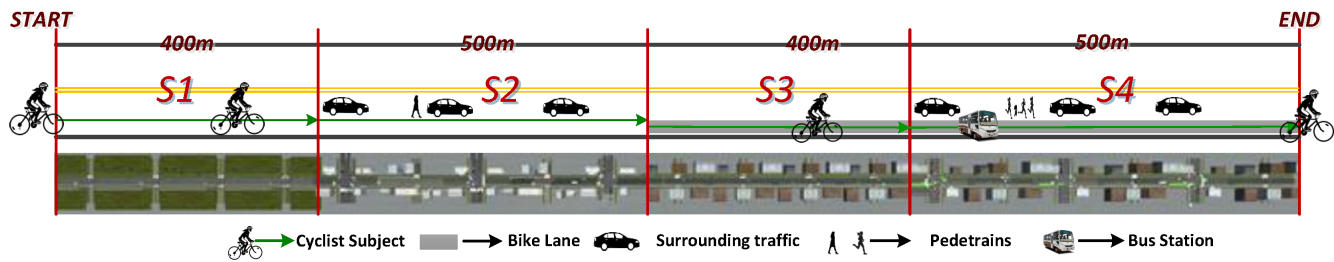 START
END
400m
500m
400m
500m
S1
S2
S3
S4
Cyclist Subject
Bike Lane
Surrounding traffic
Pedetrains
Bus Station